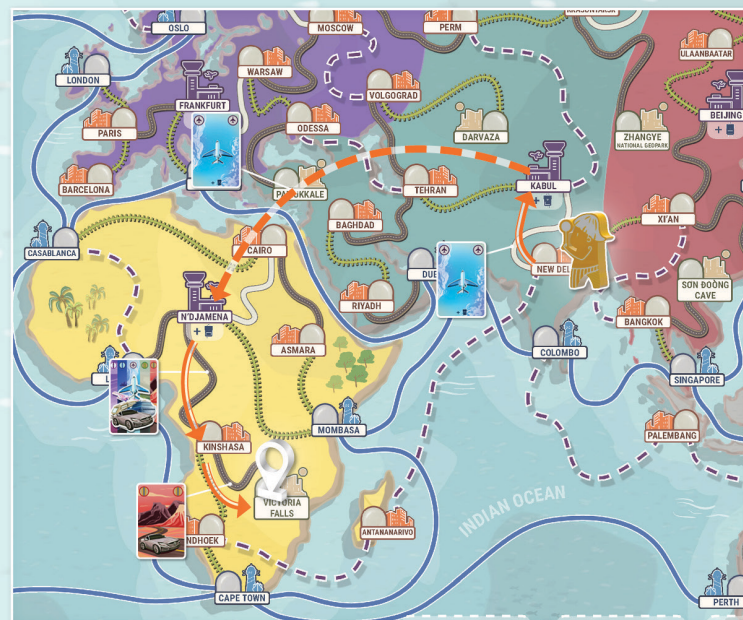 OSLO
MOSCOW
PERM
ULAANBAATAR
LONDON
WARSAW
VOLGOGRAD
FRANKFURT
BEIJING
PARIS
ODESSA
DARVAZA
ZHANGYE
NATIONAL GEOPARK
BARCELONA
TEHRAN
KABUL
BAGHDAD
XI'AN
CASABLANCA
CAIRO
NEW DEL
RIYADH
SƠN ĐOÒNG
CAVE
N'DJAMENA
BANGKOK
ASMARA
COLOMBO
SINGAPORE
MOMBASA
KINSHASA
PALEMBANG
VICTORIA
FALLS
INDIAN OCEAN
NDHOEK
ANTANANARIVO
CAPE TOWN
PERTH